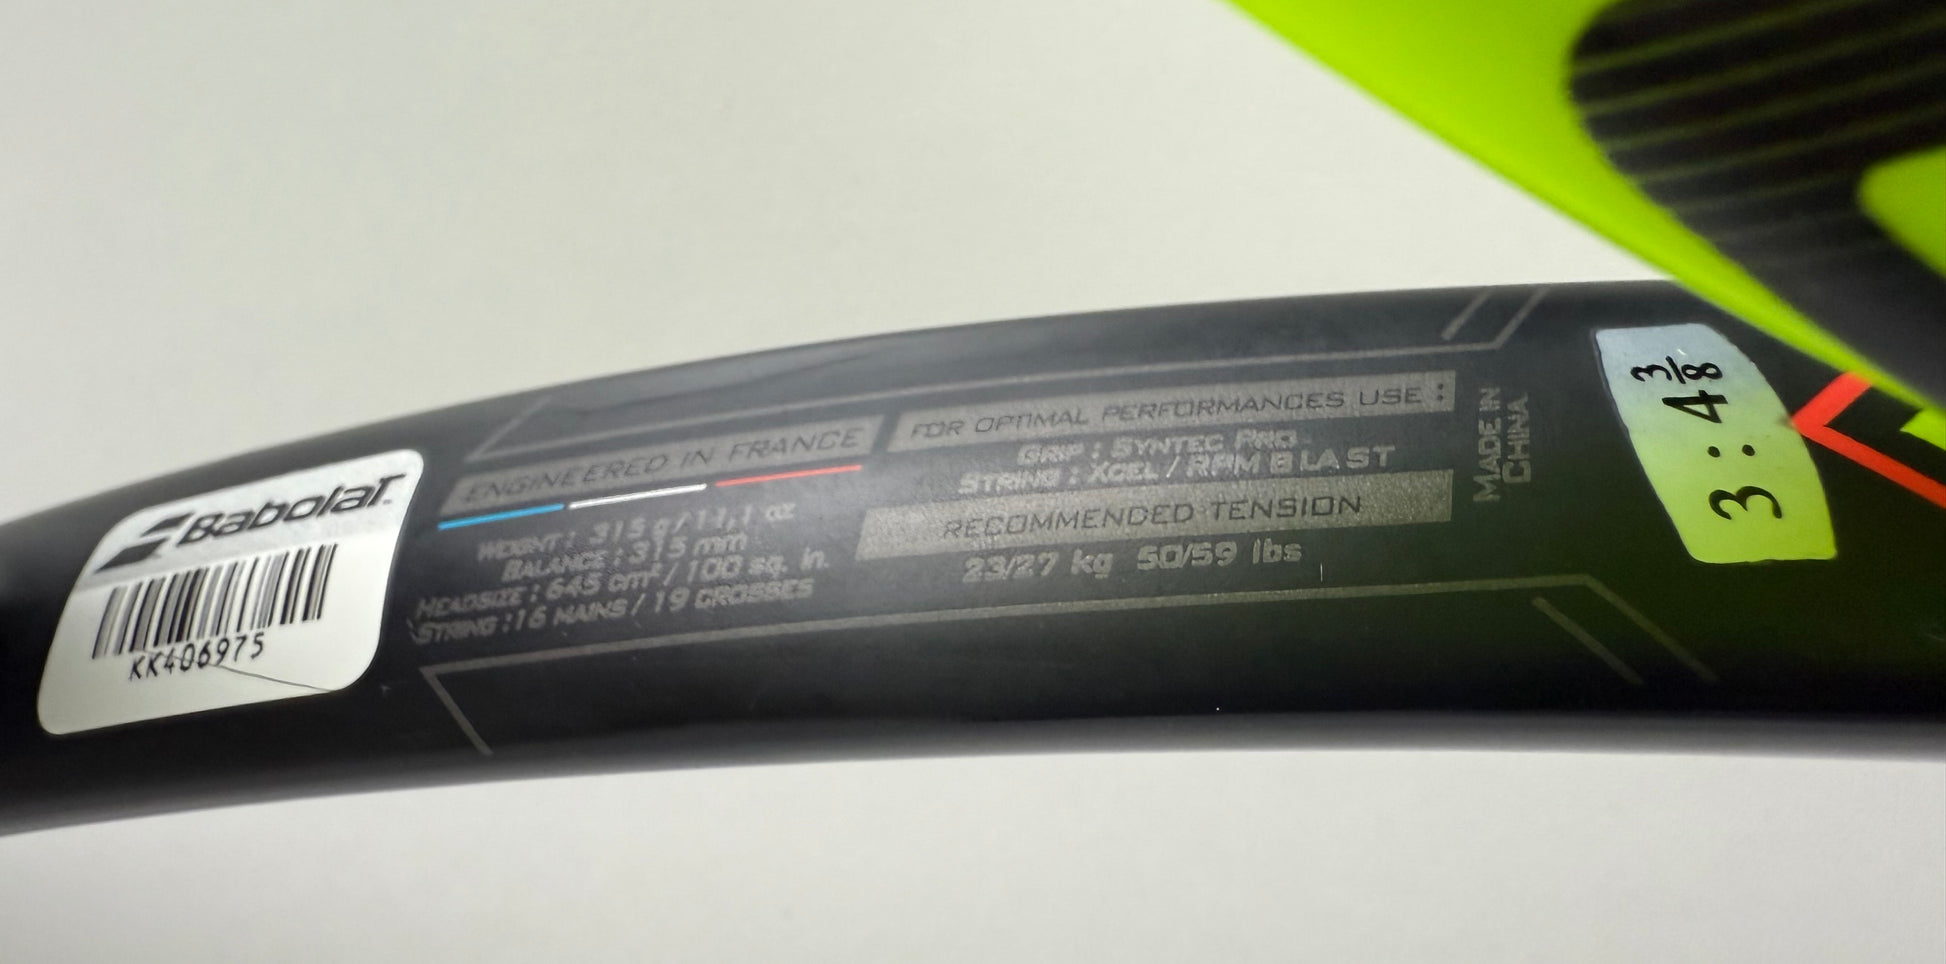 Babolat
KK406975
ENGINEERED IN FRANCE
WEIGHT : 315 g / 11,1 oz
BALANCE : 315 mm
HEADSIZE : 645 cm² / 100 sq. in.
STRING : 16 MAINS / 19 CROSSES
FOR OPTIMAL PERFORMANCES USE :
GRIP : SYNTEC PRO
STRING : XCEL / RPM BLAST
RECOMMENDED TENSION
23/27 kg 50/59 lbs
MADE IN
CHINA
3 : 4 3/8